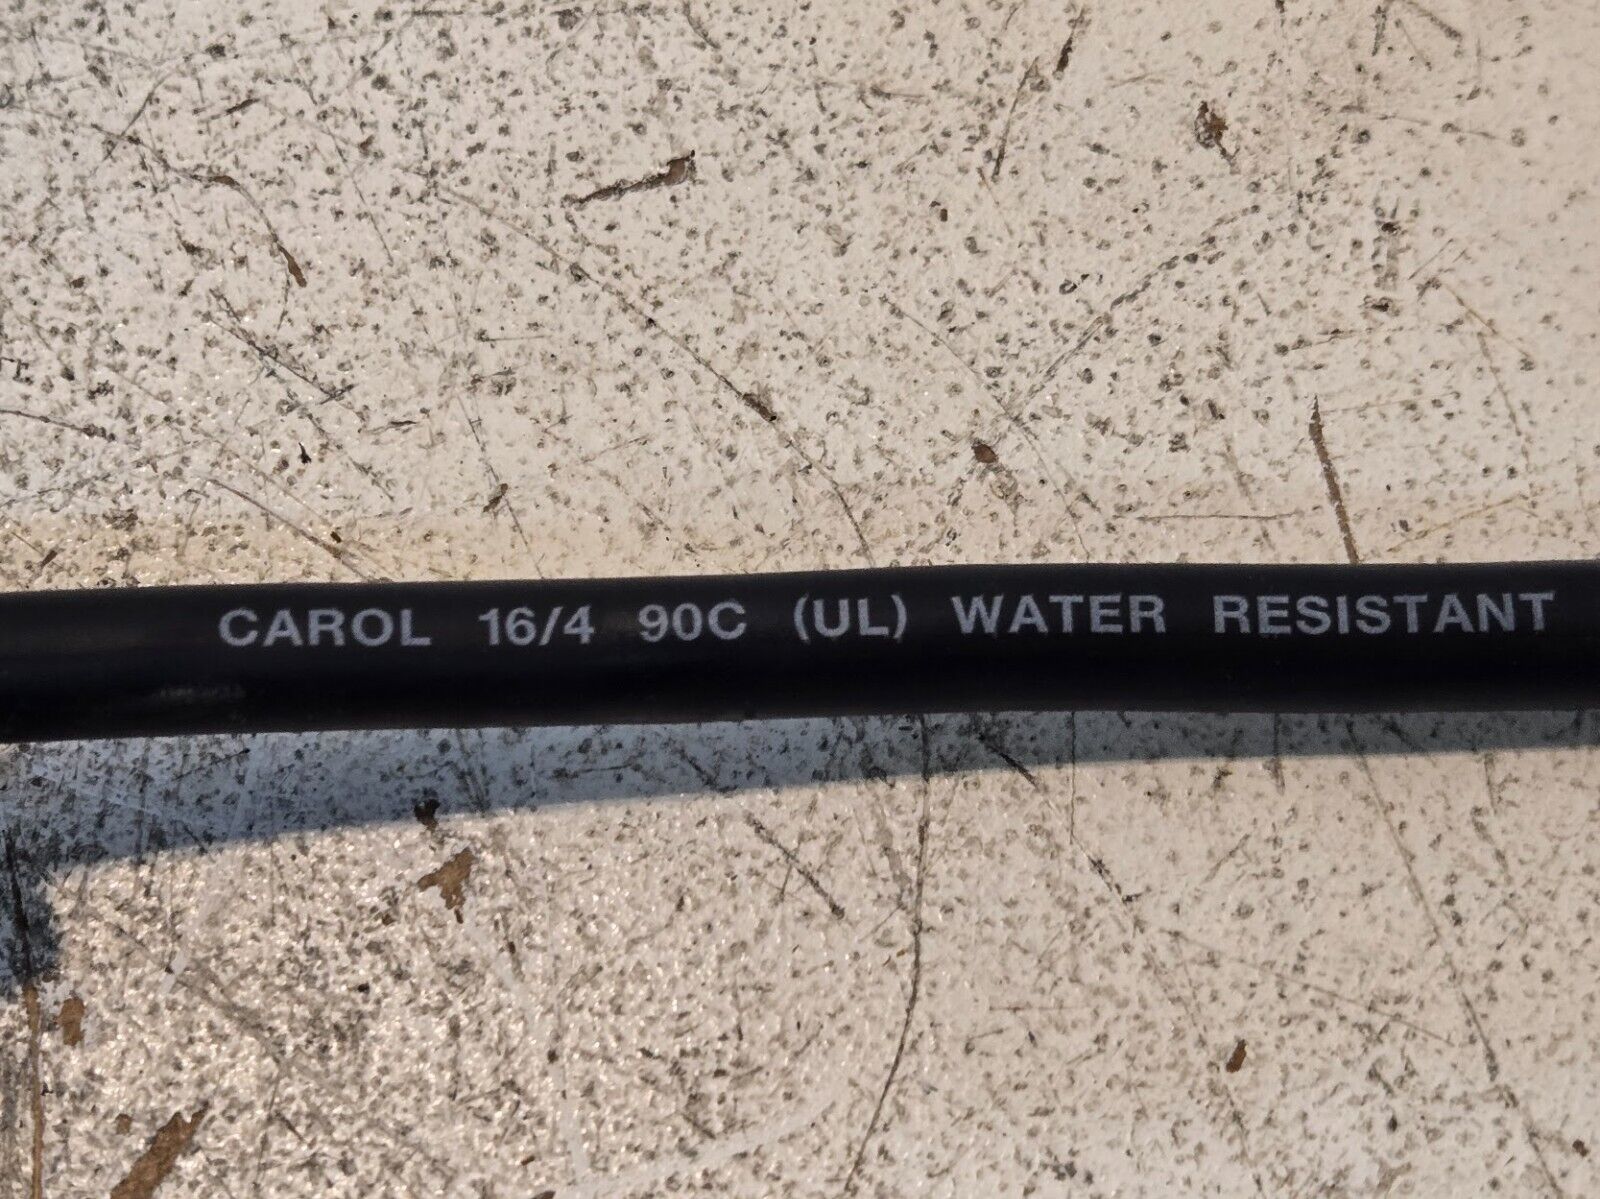 CAROL 16/4 90C (UL) WATER RESISTANT